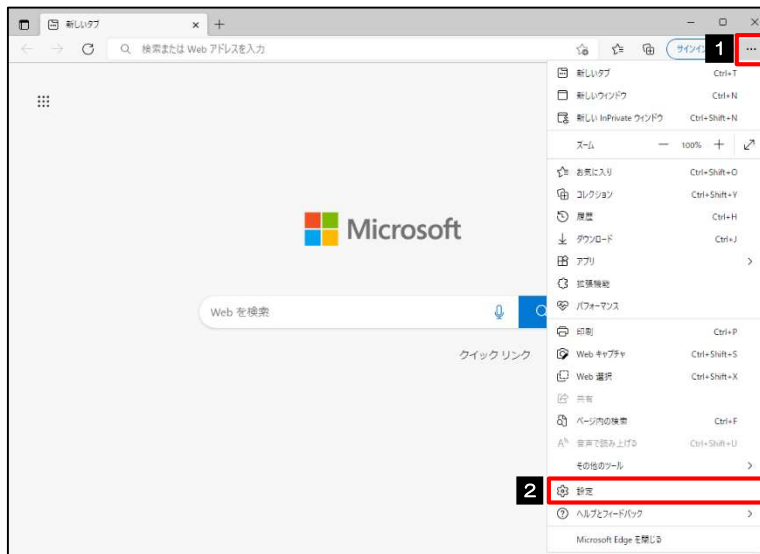 新しいタブ
検索または Web アドレスを入力
1
新しいタブ Ctrl+T
新しいウィンドウ Ctrl+N
新しい InPrivate ウィンドウ Ctrl+Shift+N
ズーム 100%
お気に入り Ctrl+Shift+O
コレクション Ctrl+Shift+Y
履歴 Ctrl+H
ダウンロード Ctrl+J
アプリ
拡張機能
パフォーマンス
Microsoft
Web を検索
クイック リンク
印刷 Ctrl+P
Web キャプチャ Ctrl+Shift+S
Web 選択 Ctrl+Shift+X
共有
ページ内の検索 Ctrl+F
音声で読み上げる Ctrl+Shift+U
その他のツール
2 設定
ヘルプとフィードバック
Microsoft Edge を閉じる